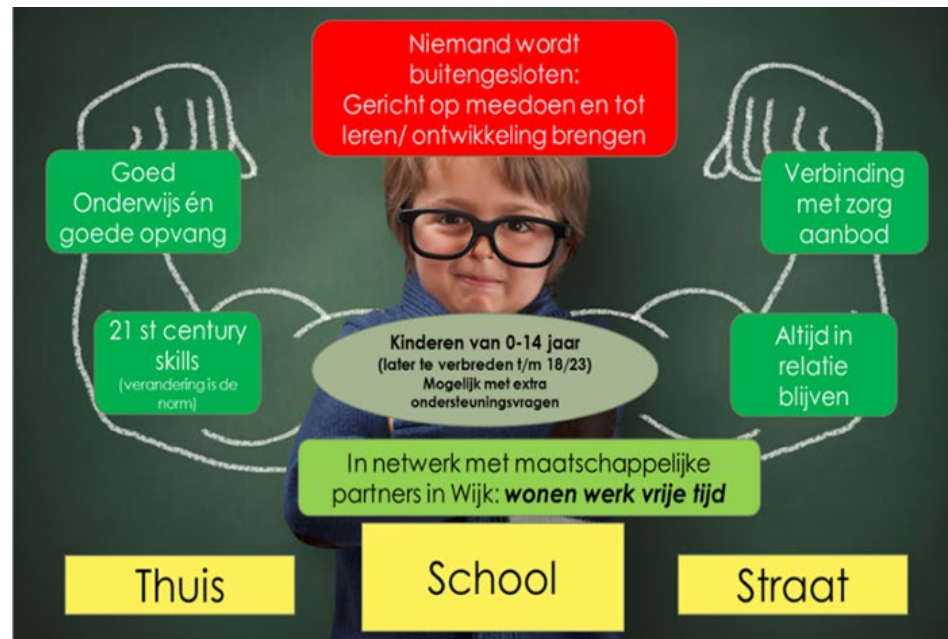 Niemand wordt
buitengesloten:
Gericht op meedoen en tot
leren/ ontwikkeling brengen
Goed
Onderwijs én
goede opvang
Verbinding
met zorg
aanbod
21 st century
skills
(verandering is de
norm)
Kinderen van 0-14 jaar
(later te verbreden t/m 18/23)
Mogelijk met extra
ondersteuningsvragen
Altijd in
relatie
blijven
In netwerk met maatschappelijke
partners in Wijk: wonen werk vrije tijd
Thuis
School
Straat